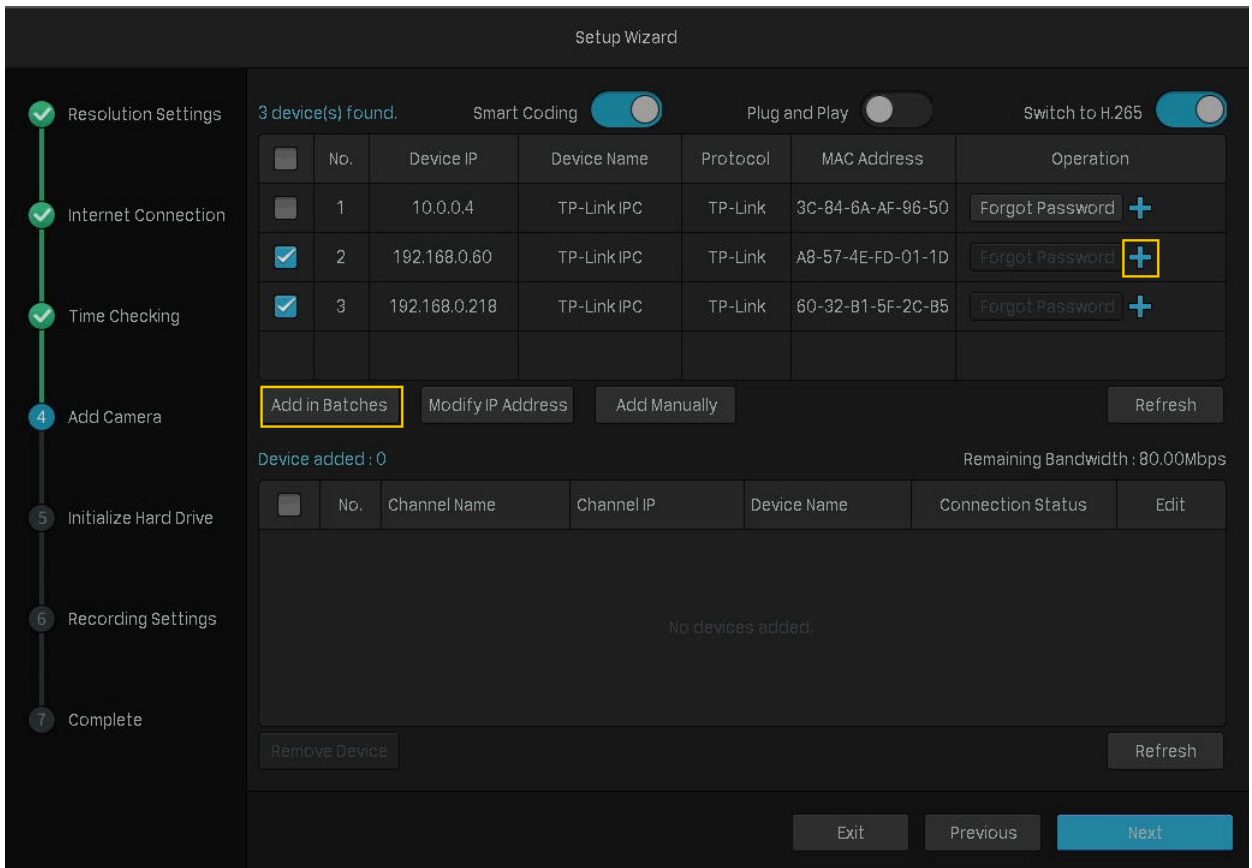 Setup Wizard
Resolution Settings
Internet Connection
Time Checking
4 Add Camera
5 Initialize Hard Drive
6 Recording Settings
7 Complete
3 device(s) found. Smart Coding Plug and Play Switch to H.265
No. Device IP Device Name Protocol MAC Address Operation
1 10.0.0.4 TP-Link IPC TP-Link 3C-84-6A-AF-96-50 Forgot Password +
2 192.168.0.60 TP-Link IPC TP-Link A8-57-4E-FD-01-1D Forgot Password +
3 192.168.0.218 TP-Link IPC TP-Link 60-32-B1-5F-2C-B5 Forgot Password +
Add in Batches Modify IP Address Add Manually Refresh
Device added : 0 Remaining Bandwidth : 80.00Mbps
No. Channel Name Channel IP Device Name Connection Status Edit
No devices added.
Remove Device Refresh
Exit Previous Next